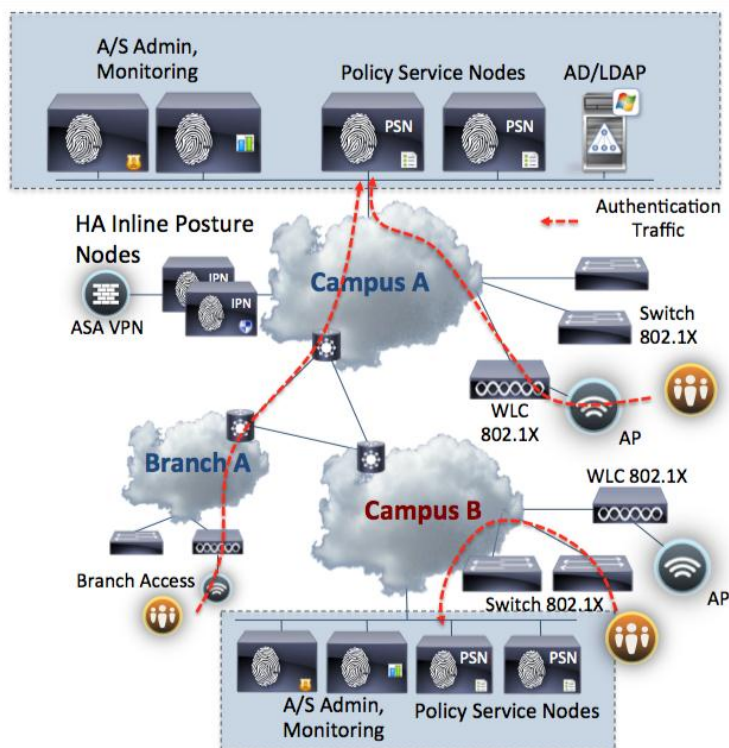 A/S Admin,
Monitoring
Policy Service Nodes
AD/LDAP
PSN
PSN
HA Inline Posture
Nodes
Authentication
Traffic
IPN
IPN
ASA VPN
Campus A
Switch
802.1X
WLC
802.1X
AP
Branch A
Campus B
WLC 802.1X
Branch Access
Switch 802.1X
AP
PSN
PSN
A/S Admin,
Monitoring
Policy Service Nodes